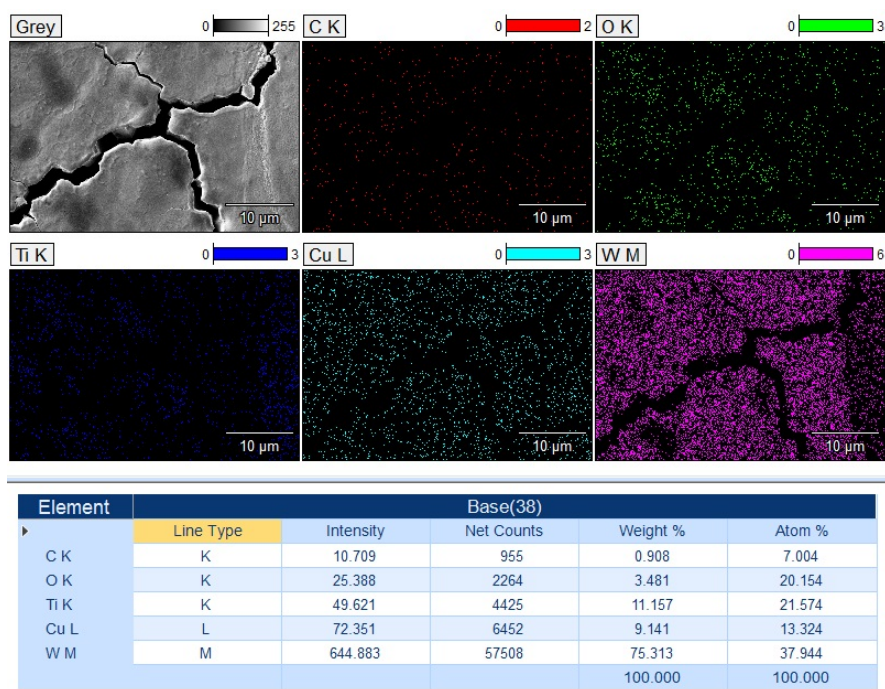 Grey 0 255 C K 0 2 O K 0 3
10 µm 10 µm 10 µm
Ti K 0 3 Cu L 0 3 W M 0 6
10 µm 10 µm 10 µm
Element Base(38)
Line Type Intensity Net Counts Weight % Atom %
C K K 10.709 955 0.908 7.004
O K K 25.388 2264 3.481 20.154
Ti K K 49.621 4425 11.157 21.574
Cu L L 72.351 6452 9.141 13.324
W M M 644.883 57508 75.313 37.944
100.000 100.000